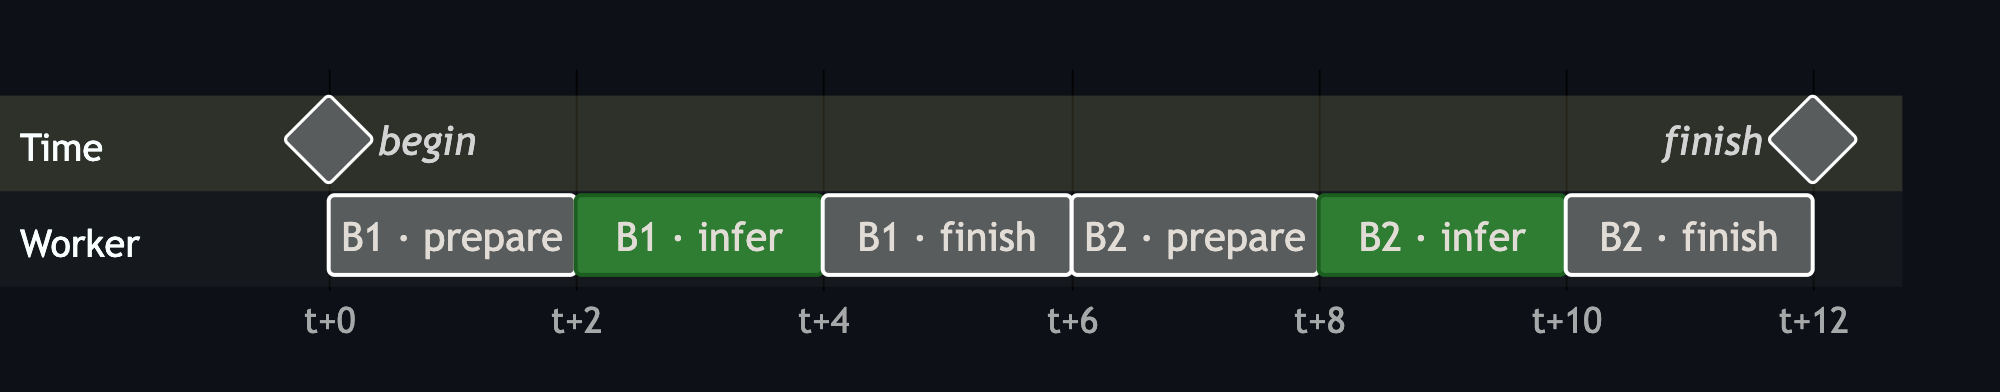 Time
begin
finish
Worker
B1 · prepare
B1 · infer
B1 · finish
B2 · prepare
B2 · infer
B2 · finish
t+0
t+2
t+4
t+6
t+8
t+10
t+12